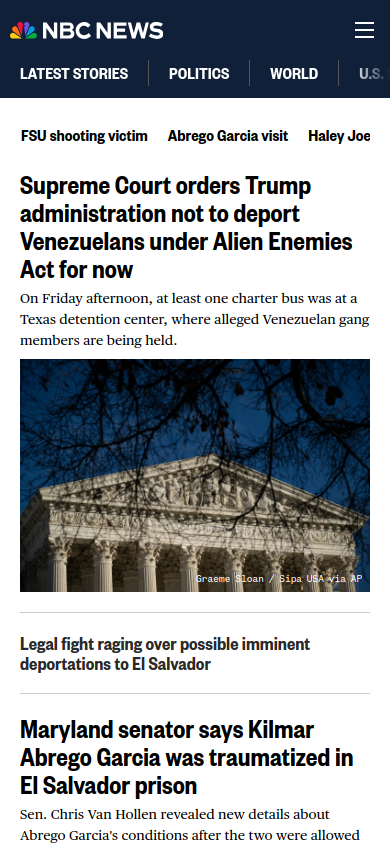 NBC NEWS
LATEST STORIES
POLITICS
WORLD
U.S.
FSU shooting victim
Abrego Garcia visit
Haley Joe
Supreme Court orders Trump
administration not to deport
Venezuelans under Alien Enemies
Act for now
On Friday afternoon, at least one charter bus was at a
Texas detention center, where alleged Venezuelan gang
members are being held.
Graeme Sloan / Sipa USA via AP
Legal fight raging over possible imminent
deportations to El Salvador
Maryland senator says Kilmar
Abrego Garcia was traumatized in
El Salvador prison
Sen. Chris Van Hollen revealed new details about
Abrego Garcia's conditions after the two were allowed